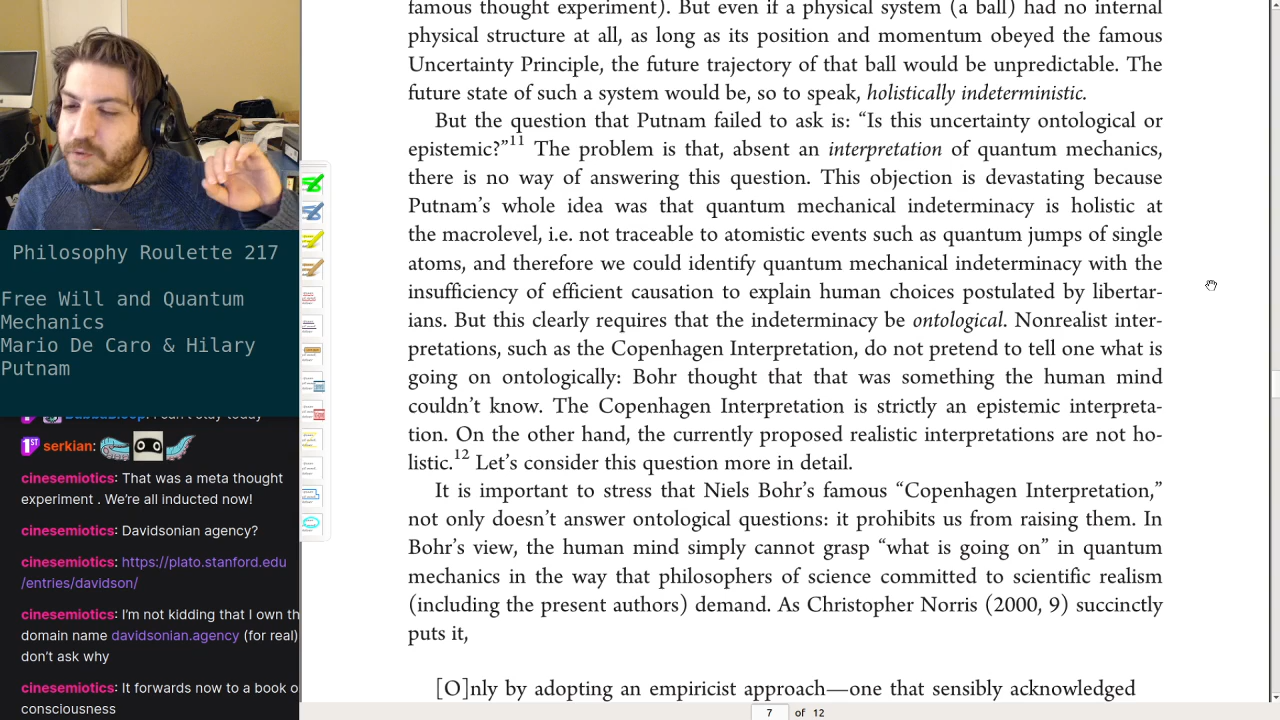 famous thought experiment). But even if a physical system (a ball) had no internal
physical structure at all, as long as its position and momentum obeyed the famous
Uncertainty Principle, the future trajectory of that ball would be unpredictable. The
future state of such a system would be, so to speak, holistically indeterministic.
But the question that Putnam failed to ask is: “Is this uncertainty ontological or
epistemic?”11 The problem is that, absent an interpretation of quantum mechanics,
there is no way of answering this question. This objection is devastating because
Putnam’s whole idea was that quantum mechanical indeterminacy is holistic at
the macrolevel, i.e., not traceable to atomistic events such as quantum jumps of single
atoms, and therefore we could identify quantum mechanical indeterminacy with the
insufficiency of efficient causation to explain human choices presupposed by libertar-
ians. But this clearly requires that the indeterminacy be ontological. But unrealist inter-
pretations, such as the Copenhagen Interpretation, do not pretend to tell one what is
going on ontologically: Bohr thought that that was something the human mind
couldn’t know. The Copenhagen Interpretation is purely an epistemic interpreta-
tion. On the other hand, the currently proposed realist interpretations are not ho-
listic.12 Let’s consider this last point more in detail.
It is important to stress that Niels Bohr’s famous “Copenhagen Interpretation,”
not only doesn’t answer ontological questions; it prohibits us from posing them. In
Bohr’s view, the human mind simply cannot grasp “what is going on” in quantum
mechanics in the way that philosophers of science committed to scientific realism
(including the present authors) demand. As Christopher Norris (2000, 9) succinctly
puts it,
[O]nly by adopting an empiricist approach—one that sensibly acknowledged
7 of 12
Philosophy Roulette 217
Free Will and Quantum
Mechanics
Mario De Caro & Hilary
Putnam
1ST serkian:
cinesemiotics: That was a meta thought
experiment . We’re all inducted now!
cinesemiotics: Davidsonian agency?
cinesemiotics: https://plato.stanford.edu
/entries/davidson/
cinesemiotics: I’m not kidding that I own th
domain name davidsonian.agency (for real)
don’t ask why
cinesemiotics: It forwards now to a book o
consciousness